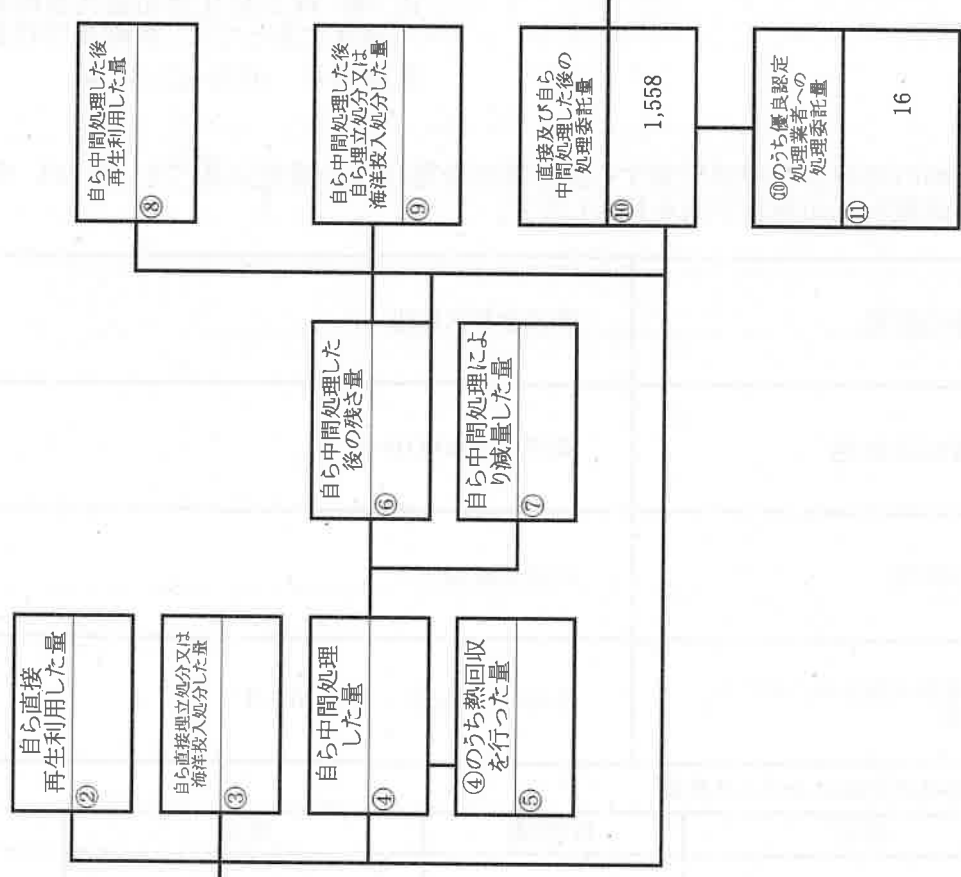 ②
自ら直接
再生利用した量
③
自ら直接埋立処分又は
海洋投入処分した量
④
自ら中間処理
した量
⑤
④のうち熱回収
を行った量
⑥
自ら中間処理した
後の残さ量
⑦
自ら中間処理によ
り減量した量
⑧
自ら中間処理した後
再生利用した量
⑨
自ら中間処理した後
自ら埋立処分又は
海洋投入処分した量
⑩
直接及び自ら
中間処理した後の
処理委託量
1,558
⑪
⑩のうち優良認定
処理業者への
処理委託量
16